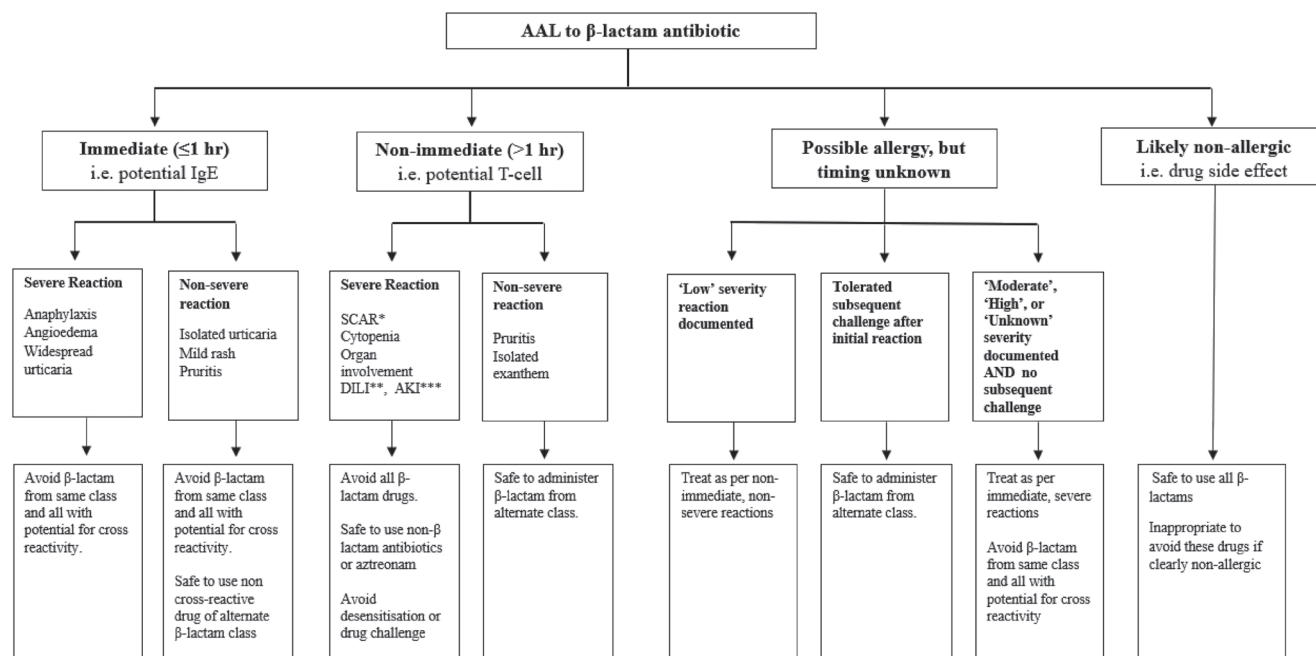 AAL to β-lactam antibiotic
Immediate (≤1 hr)
i.e. potential IgE
Non-immediate (>1 hr)
i.e. potential T-cell
Possible allergy, but
timing unknown
Likely non-allergic
i.e. drug side effect
Severe Reaction
Anaphylaxis
Angioedema
Widespread
urticaria
Non-severe
reaction
Isolated urticaria
Mild rash
Pruritis
Severe Reaction
SCAR*
Cytopenia
Organ
involvement
DILI**, AKI***
Non-severe
reaction
Pruritis
Isolated
exanthem
‘Low’ severity
reaction
documented
Tolerated
subsequent
challenge after
initial reaction
‘Moderate’,
‘High’, or
‘Unknown’
severity
documented
AND no
subsequent
challenge
Avoid β-lactam
from same class
and all with
potential for cross
reactivity.
Avoid β-lactam
from same class
and all with
potential for cross
reactivity.
Safe to use non
cross-reactive
drug of alternate
β-lactam class
Avoid all β-
lactam drugs.
Safe to use non-β
lactam antibiotics
or aztreonam
Avoid
desensitisation or
drug challenge
Safe to administer
β-lactam from
alternate class.
Treat as per non-
immediate, non-
severe reactions
Safe to administer
β-lactam from
alternate class.
Treat as per
immediate, severe
reactions
Avoid β-lactam
from same class
and all with
potential for cross
reactivity
Safe to use all β-
lactams
Inappropriate to
avoid these drugs if
clearly non-allergic